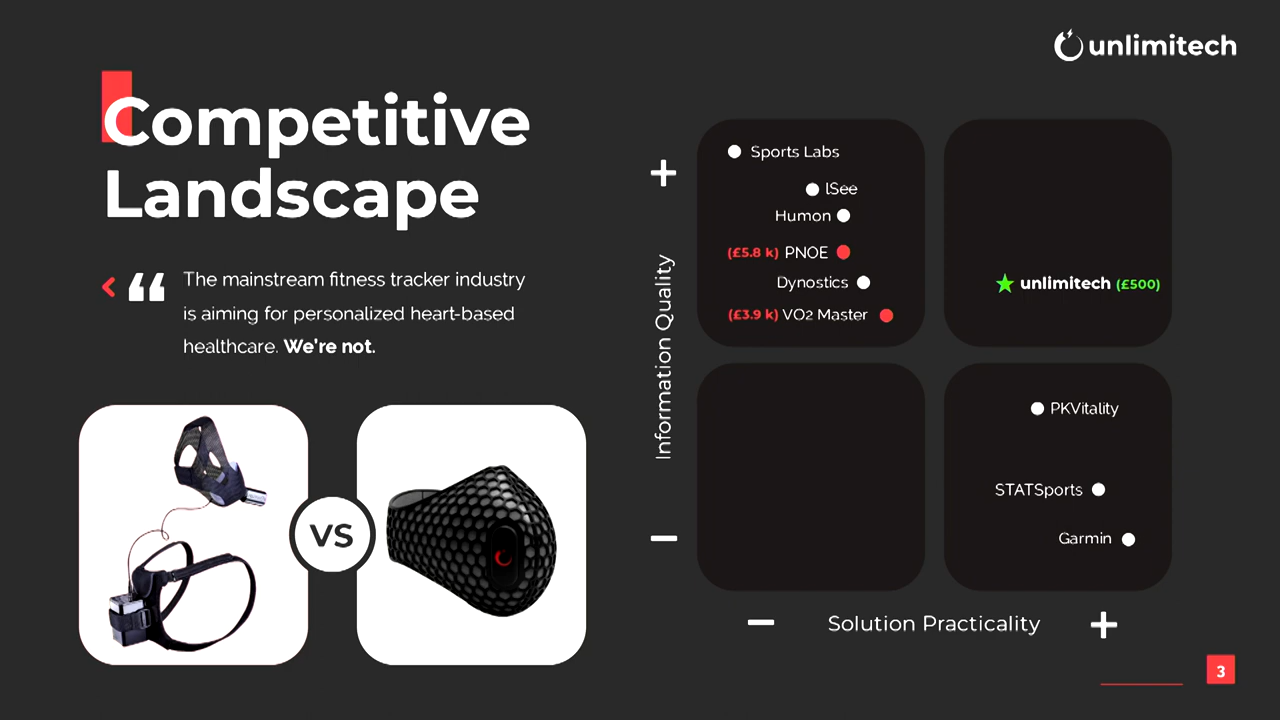 unlimitech
Competitive
Landscape
“ The mainstream fitness tracker industry
is aiming for personalized heart-based
healthcare. We're not.
VS
+
Information Quality
−
Sports Labs
lSee
Humon
(£5.8 k) PNOE
Dynostics
(£3.9 k) VO2 Master
unlimitech (£500)
PKVitality
STATSports
Garmin
− Solution Practicality +
3